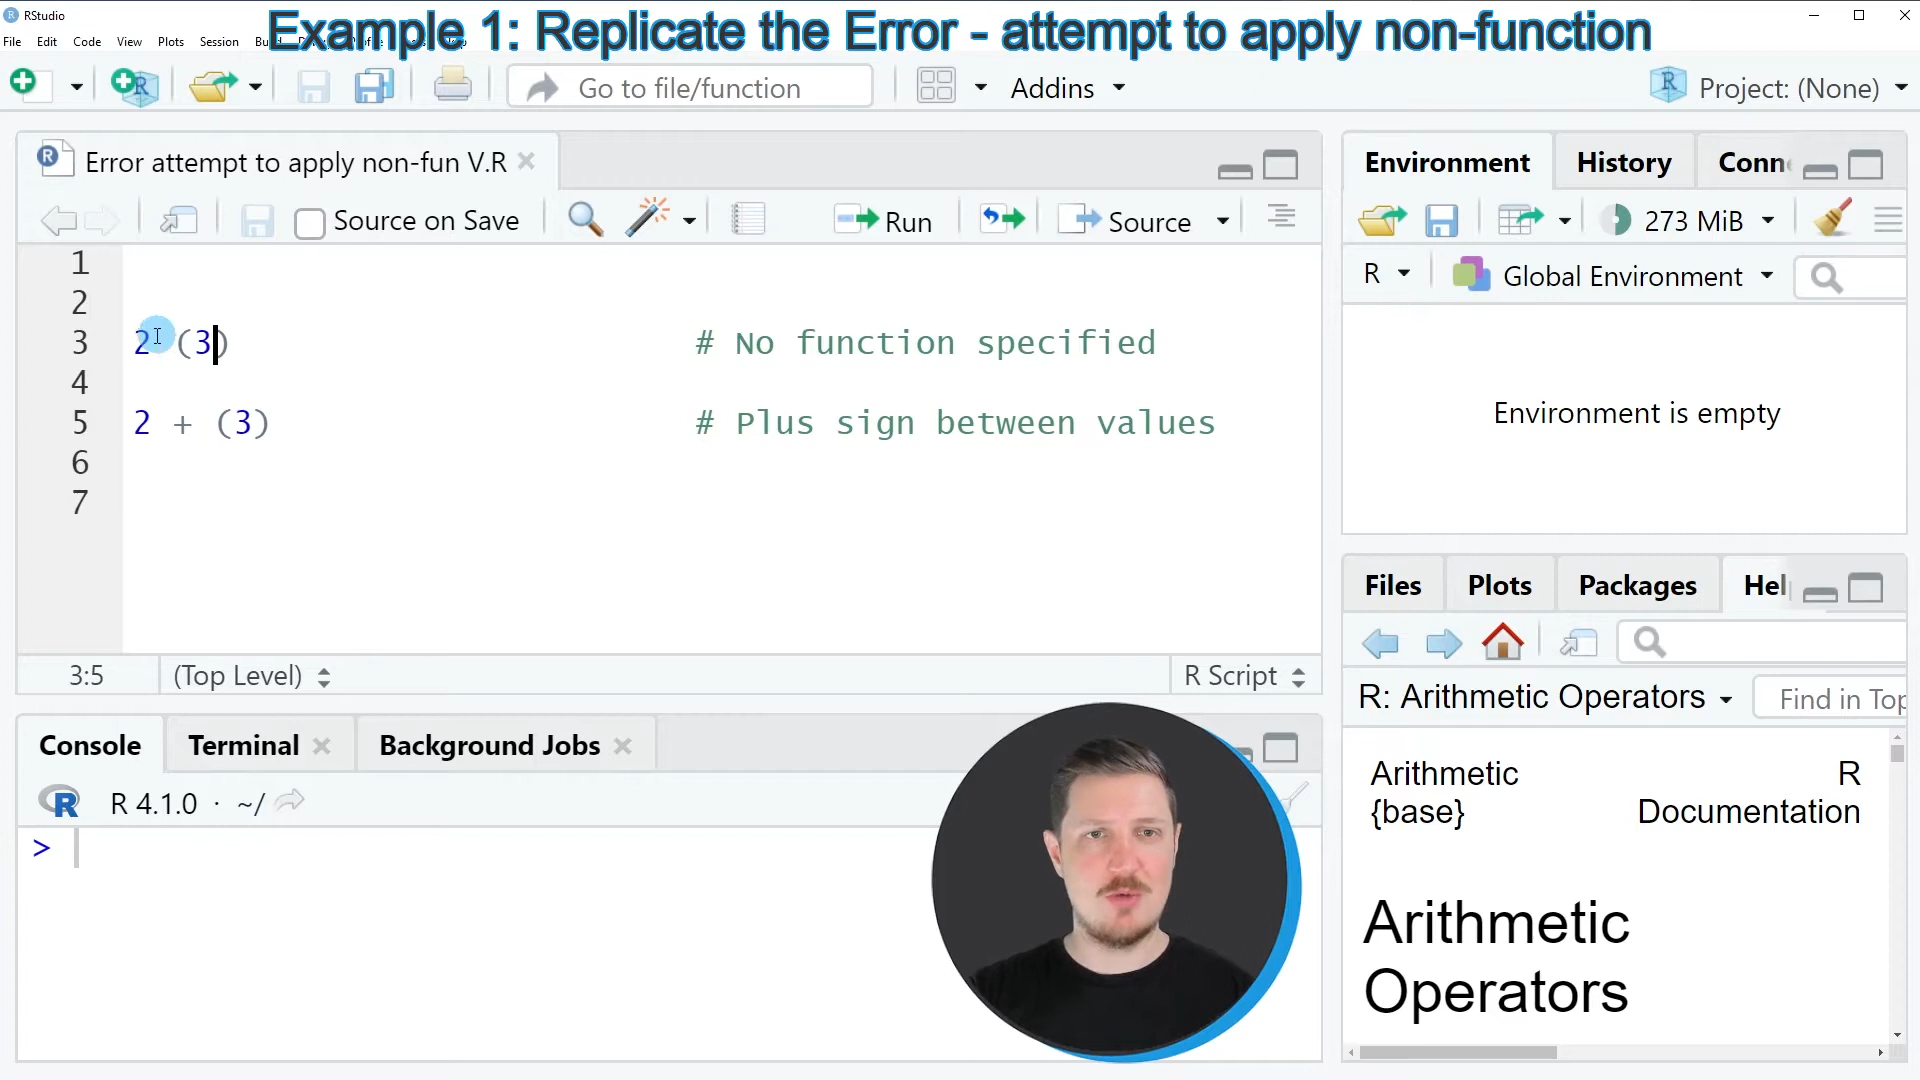 RStudio
Example 1: Replicate the Error - attempt to apply non-function
File Edit Code View Plots Session
Go to file/function
Addins
Project: (None)
Error attempt to apply non-fun V.R
Source on Save
Run
Source
1
2
3 2 (3) # No function specified
4
5 2 + (3) # Plus sign between values
6
7
3:5 (Top Level) R Script
Console Terminal Background Jobs
R 4.1.0 · ~/
>
Environment History Conn
273 MiB
R Global Environment
Environment is empty
Files Plots Packages Hel
R: Arithmetic Operators Find in Top
Arithmetic {base} R Documentation
Arithmetic
Operators